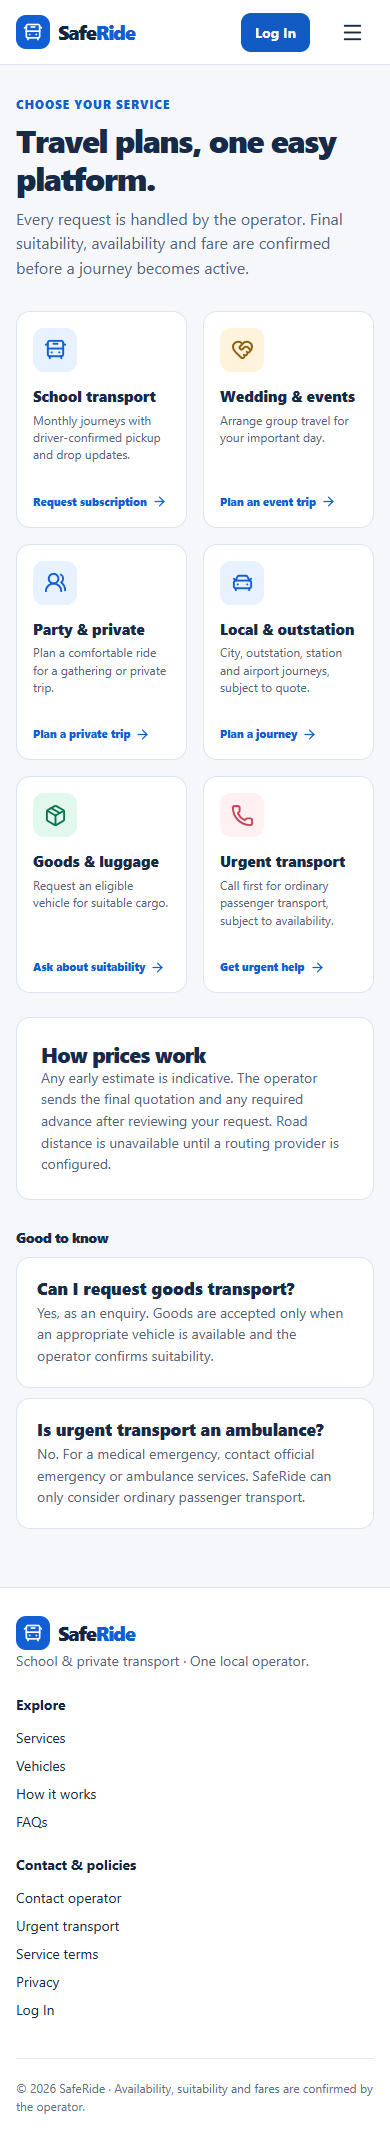 SafeRide
Log In
CHOOSE YOUR SERVICE
Travel plans, one easy
platform.
Every request is handled by the operator. Final
suitability, availability and fare are confirmed
before a journey becomes active.
School transport
Monthly journeys with
driver-confirmed pickup
and drop updates.
Request subscription →
Wedding & events
Arrange group travel for
your important day.
Plan an event trip →
Party & private
Plan a comfortable ride
for a gathering or private
trip.
Plan a private trip →
Local & outstation
City, outstation, station
and airport journeys,
subject to quote.
Plan a journey →
Goods & luggage
Request an eligible
vehicle for suitable cargo.
Ask about suitability →
Urgent transport
Call first for ordinary
passenger transport,
subject to availability.
Get urgent help →
How prices work
Any early estimate is indicative. The operator
sends the final quotation and any required
advance after reviewing your request. Road
distance is unavailable until a routing provider is
configured.
Good to know
Can I request goods transport?
Yes, as an enquiry. Goods are accepted only when
an appropriate vehicle is available and the
operator confirms suitability.
Is urgent transport an ambulance?
No. For a medical emergency, contact official
emergency or ambulance services. SafeRide can
only consider ordinary passenger transport.
SafeRide
School & private transport · One local operator.
Explore
Services
Vehicles
How it works
FAQs
Contact & policies
Contact operator
Urgent transport
Service terms
Privacy
Log In
© 2026 SafeRide · Availability, suitability and fares are confirmed by
the operator.